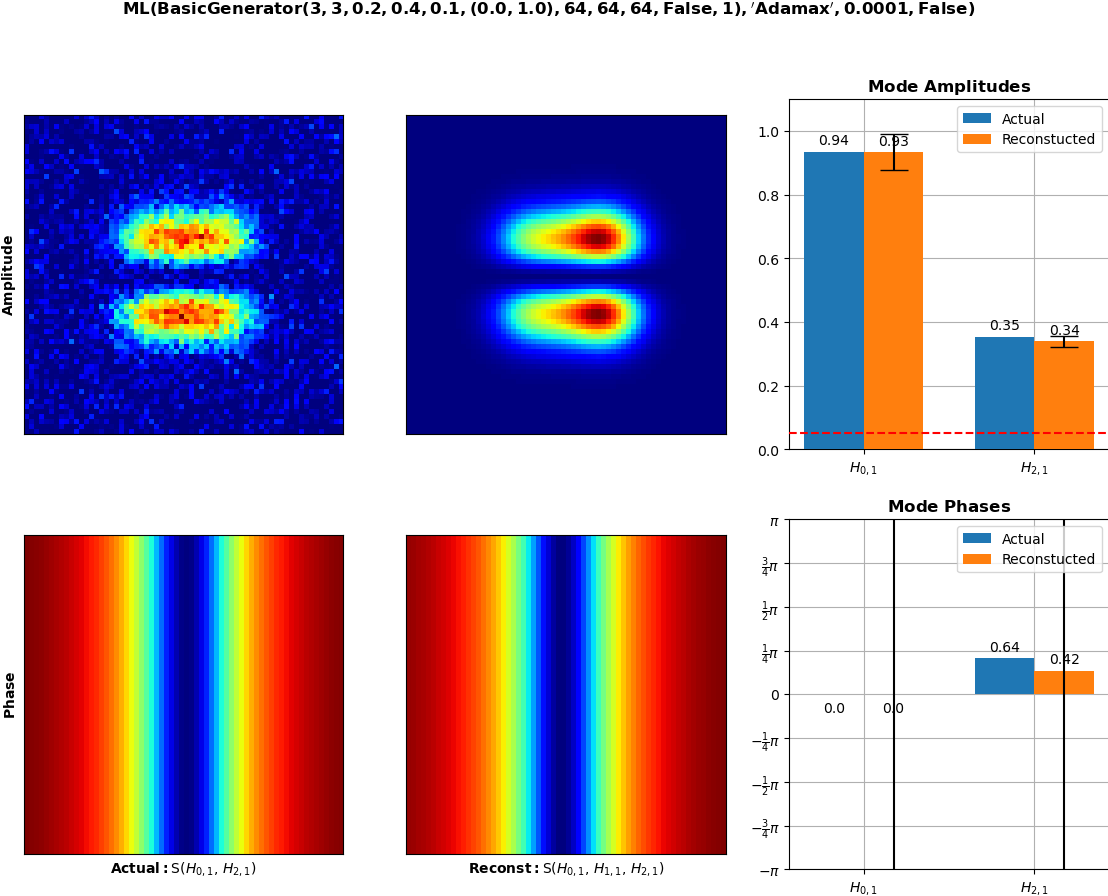 ML(BasicGenerator(3, 3, 0.2, 0.4, 0.1, (0.0, 1.0), 64, 64, 64, False, 1), 'Adamax', 0.0001, False)
Amplitude
Mode Amplitudes
Actual
Reconstucted
1.0
0.8
0.6
0.4
0.2
0.0
0.94
0.93
0.35
0.34
H0,1
H2,1
Phase
Actual: S(H0,1, H2,1)
Reconst: S(H0,1, H1,1, H2,1)
Mode Phases
Actual
Reconstucted
π
3/4π
1/2π
1/4π
0
−1/4π
−1/2π
−3/4π
−π
0.0
0.0
0.64
0.42
H0,1
H2,1